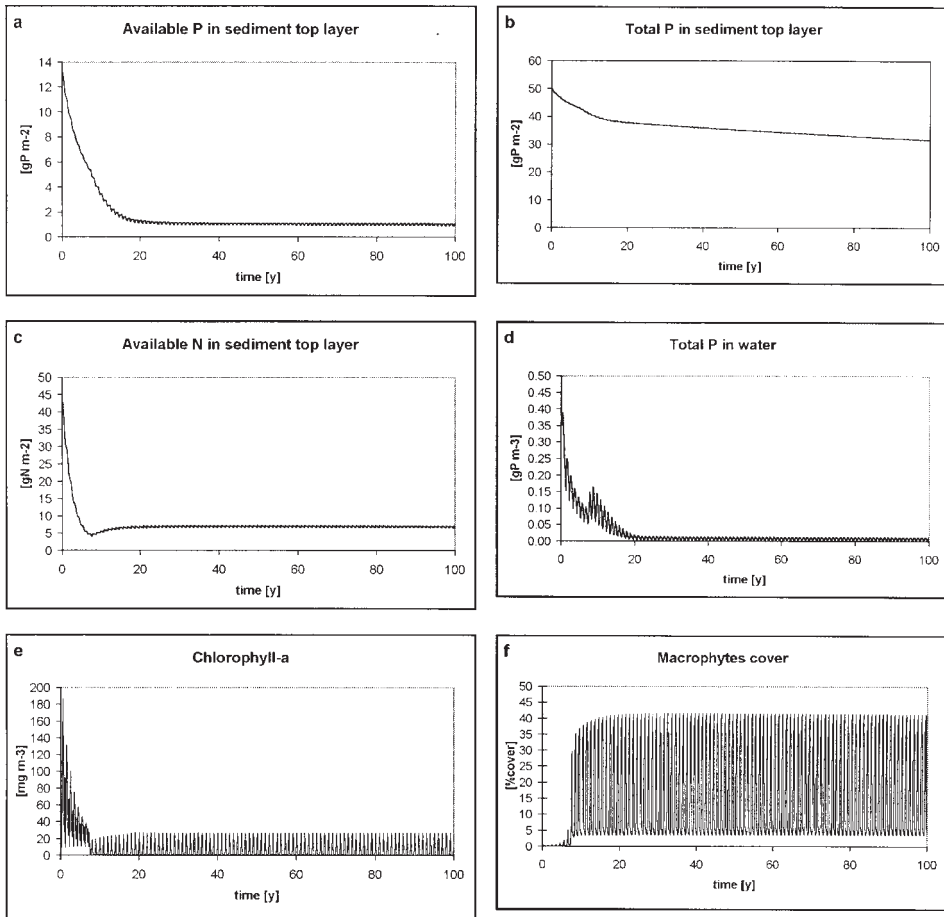 a
Available P in sediment top layer
14
12
10
8
6
4
2
0
[gP m-2]
0 20 40 60 80 100
time [y]
b
Total P in sediment top layer
60
50
40
30
20
10
0
[gP m-2]
0 20 40 60 80 100
time [y]
c
Available N in sediment top layer
50
45
40
35
30
25
20
15
10
5
0
[gN m-2]
0 20 40 60 80 100
time [y]
d
Total P in water
0.50
0.45
0.40
0.35
0.30
0.25
0.20
0.15
0.10
0.05
0.00
[gP m-3]
0 20 40 60 80 100
time [y]
e
Chlorophyll-a
200
180
160
140
120
100
80
60
40
20
0
[mg m-3]
0 20 40 60 80 100
time [y]
f
Macrophytes cover
50
45
40
35
30
25
20
15
10
5
0
[%cover]
0 20 40 60 80 100
time [y]